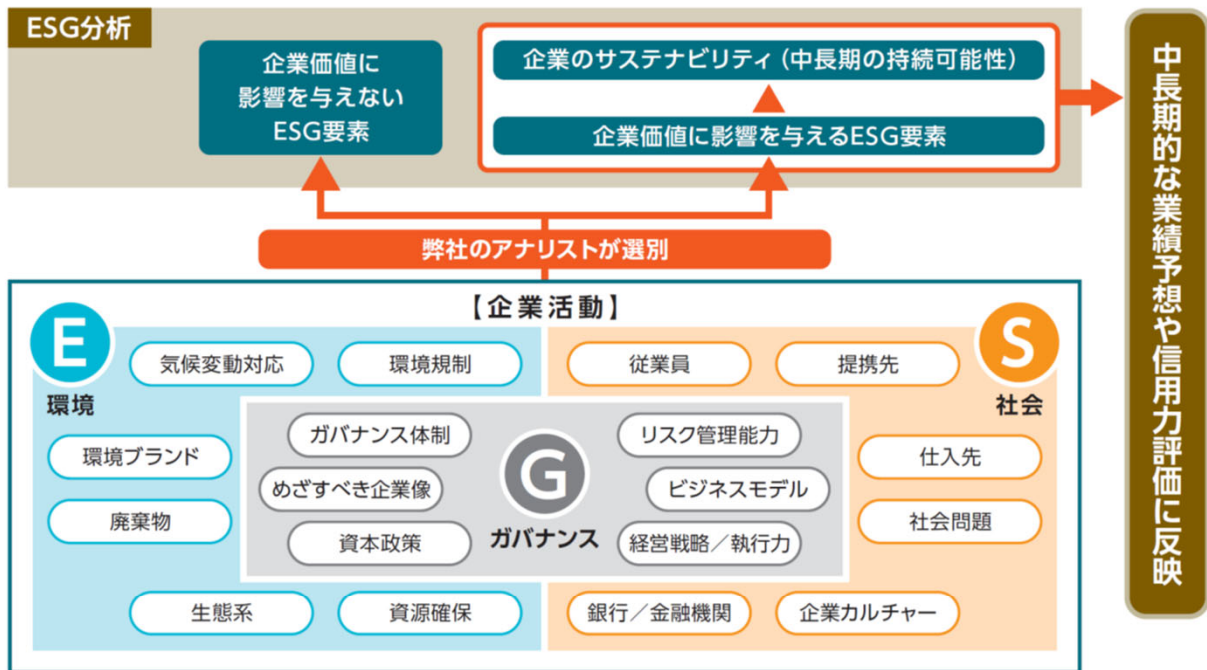 ESG分析
企業価値に
影響を与えない
ESG要素
企業のサステナビリティ(中長期の持続可能性)
企業価値に影響を与えるESG要素
中長期的な業績予想や信用力評価に反映
弊社のアナリストが選別
【企業活動】
E
環境
気候変動対応
環境規制
環境ブランド
廃棄物
生態系
資源確保
G
ガバナンス
ガバナンス体制
めざすべき企業像
資本政策
リスク管理能力
ビジネスモデル
経営戦略/執行力
S
社会
従業員
提携先
仕入先
社会問題
銀行/金融機関
企業カルチャー